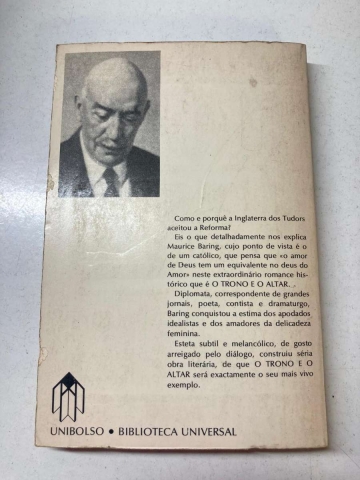 Como e porquê a Inglaterra dos Tudors
aceitou a Reforma?
Eis o que detalhadamente nos explica
Maurice Baring, cujo ponto de vista é o
de um católico, que pensa que «o amor
de Deus tem um equivalente no deus do
Amor» neste extraordinário romance his-
tórico que é O TRONO E O ALTAR. .
Diplomata, correspondente de grandes
jornais, poeta, contista e dramaturgo,
Baring conquistou a estima dos apodados
idealistas e dos amadores da delicadeza
feminina.
Esteta subtil e melancólico, de gosto
arreigado pelo diálogo, construiu séria
obra literária, de que O TRONO E O
ALTAR será exactamente o seu mais vivo
exemplo.
UNIBOLSO • BIBLIOTECA UNIVERSAL